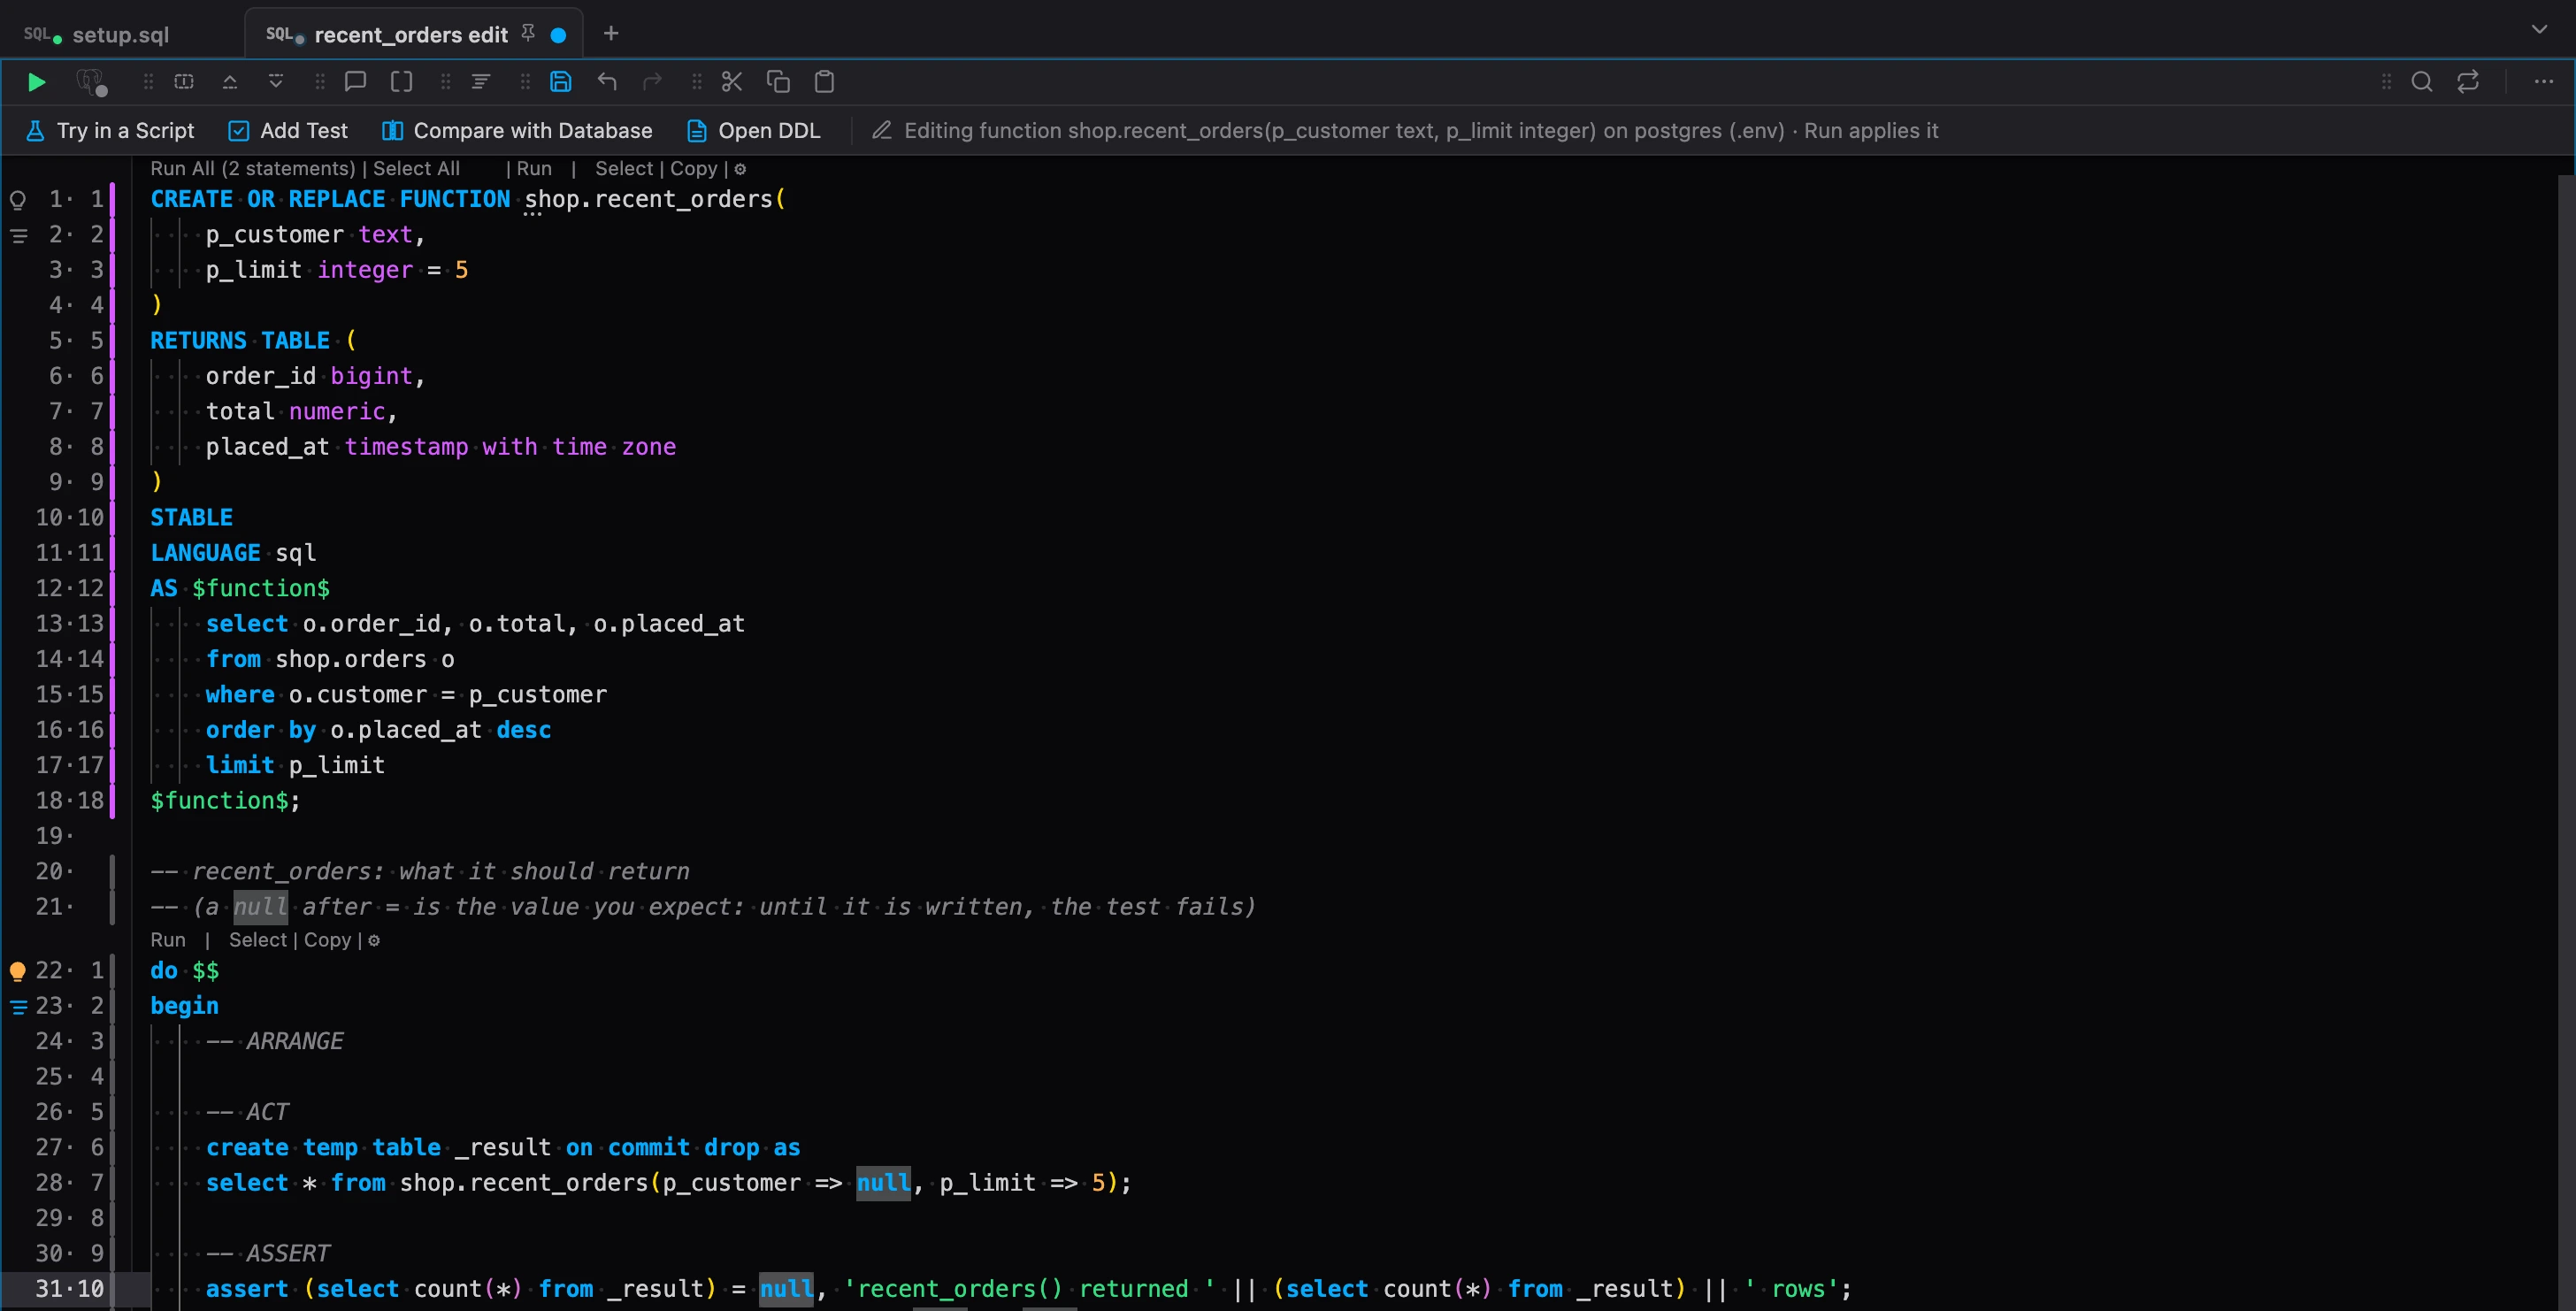 SQL setup.sql SQL recent_orders edit
Try in a Script Add Test Compare with Database Open DDL Editing function shop.recent_orders(p_customer text, p_limit integer) on postgres (.env) · Run applies it
Run All (2 statements) | Select All | Run | Select | Copy |
1· 1 CREATE OR REPLACE FUNCTION shop.recent_orders(
2· 2 p_customer text,
3· 3 p_limit integer = 5
4· 4 )
5· 5 RETURNS TABLE (
6· 6 order_id bigint,
7· 7 total numeric,
8· 8 placed_at timestamp with time zone
9· 9 )
10·10 STABLE
11·11 LANGUAGE sql
12·12 AS $function$
13·13 select o.order_id, o.total, o.placed_at
14·14 from shop.orders o
15·15 where o.customer = p_customer
16·16 order by o.placed_at desc
17·17 limit p_limit
18·18 $function$;
19·
20· -- recent_orders: what it should return
21· -- (a null after = is the value you expect: until it is written, the test fails)
Run | Select | Copy |
22· 1 do $$
23· 2 begin
24· 3 -- ARRANGE
25· 4
26· 5 -- ACT
27· 6 create temp table _result on commit drop as
28· 7 select * from shop.recent_orders(p_customer => null, p_limit => 5);
29· 8
30· 9 -- ASSERT
31·10 assert (select count(*) from _result) = null, 'recent_orders() returned ' || (select count(*) from _result) || ' rows';